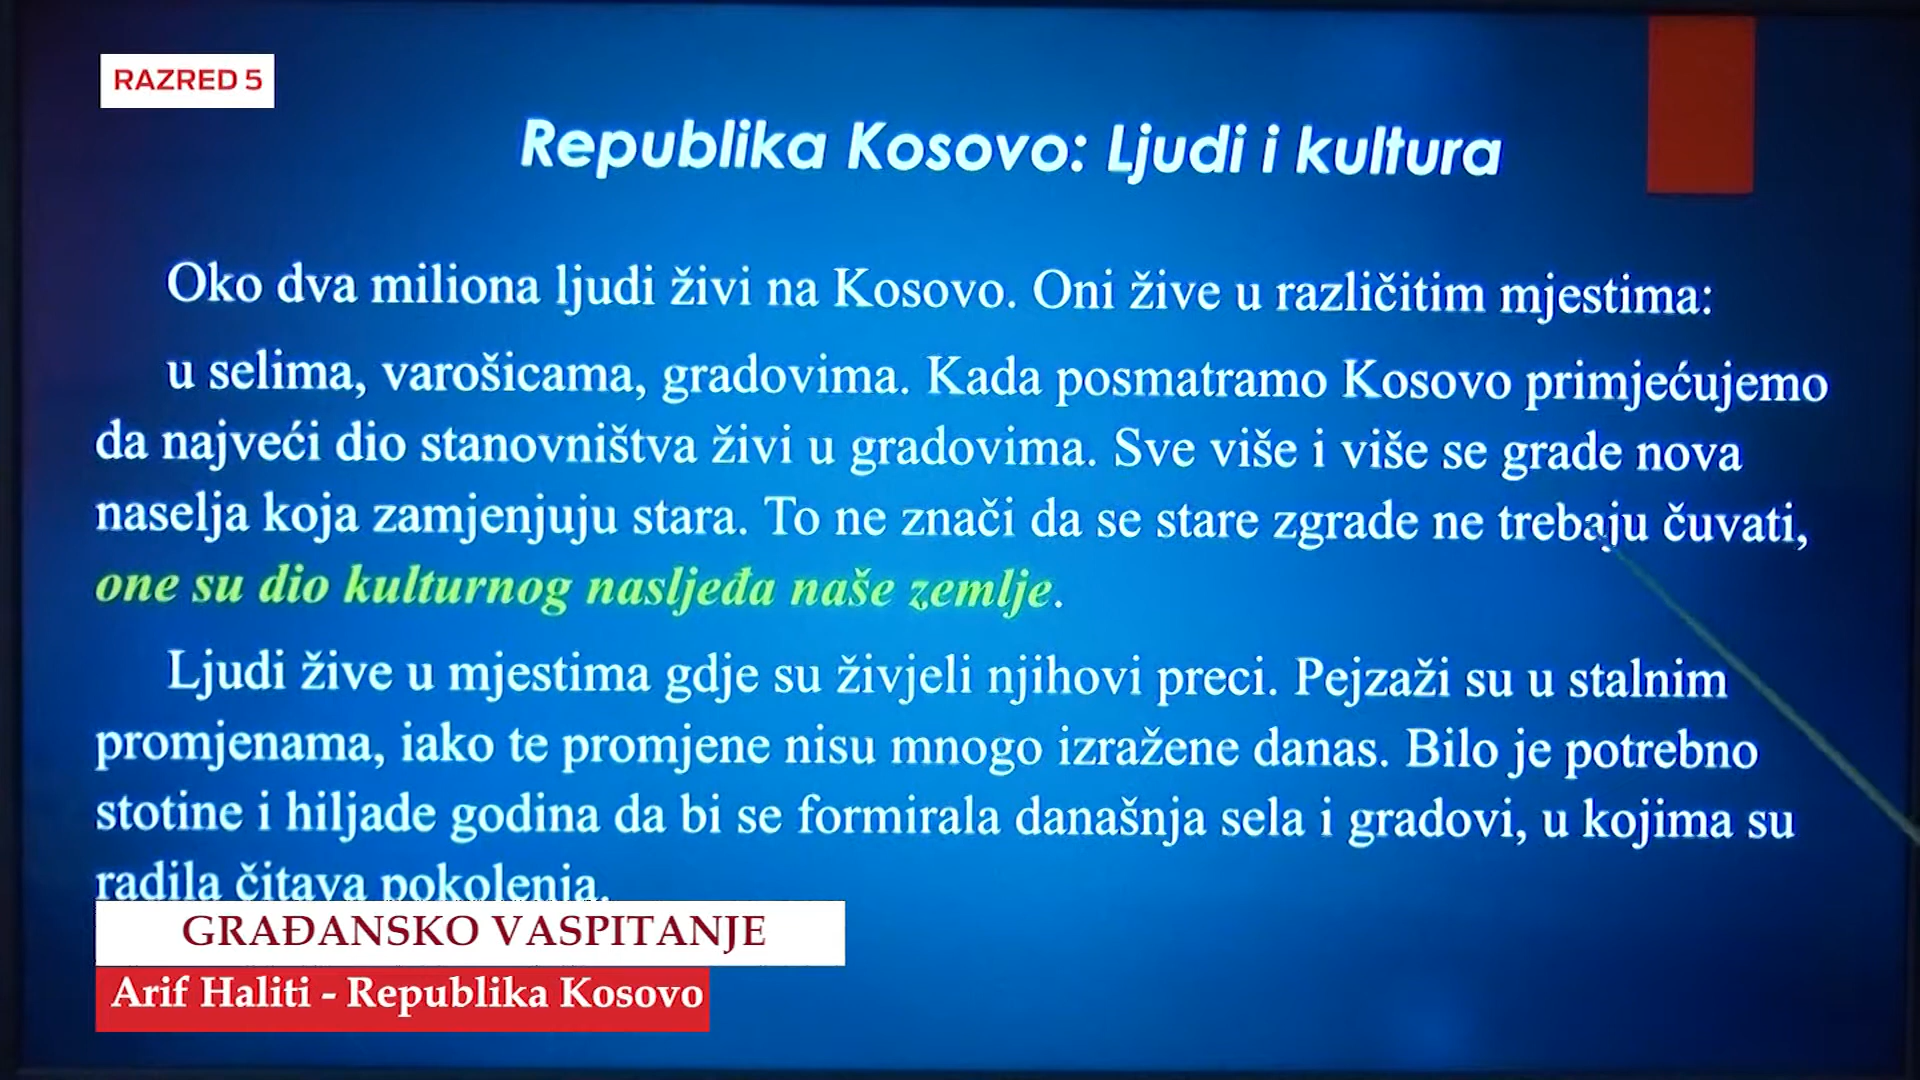 RAZRED 5
Republika Kosovo: Ljudi i kultura
Oko dva miliona ljudi živi na Kosovo. Oni žive u različitim mjestima:
u selima, varošicama, gradovima. Kada posmatramo Kosovo primjećujemo
da najveći dio stanovništva živi u gradovima. Sve više i više se grade nova
naselja koja zamjenjuju stara. To ne znači da se stare zgrade ne trebaju čuvati,
one su dio kulturnog nasljeđa naše zemlje.
Ljudi žive u mjestima gdje su živjeli njihovi preci. Pejzaži su u stalnim
promjenama, iako te promjene nisu mnogo izražene danas. Bilo je potrebno
stotine i hiljade godina da bi se formirala današnja sela i gradovi, u kojima su
radila čitava pokolenja.
GRAĐANSKO VASPITANJE
Arif Haliti - Republika Kosovo